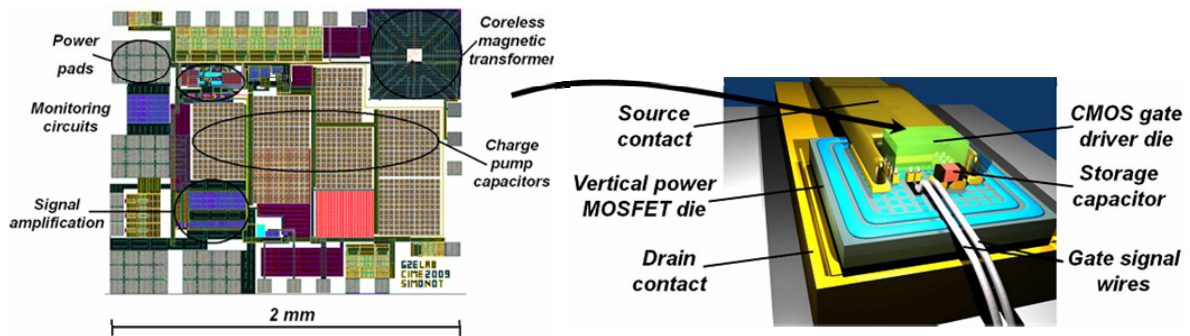 Power
pads
Monitoring
circuits
Signal
amplification
Coreless
magnetic
transformer
Charge
pump
capacitors
G2ELAB
CIME2009
SIMONOT
2 mm
Source
contact
Vertical power
MOSFET die
Drain
contact
CMOS gate
driver die
Storage
capacitor
Gate signal
wires